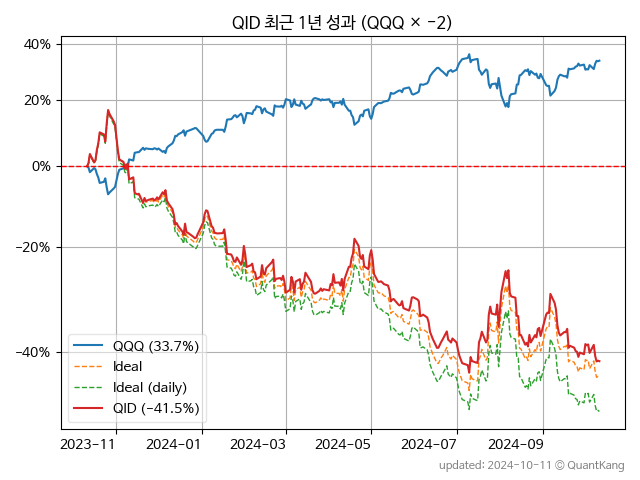 QID 최근 1년 성과 (QQQ × −2)
40%
20%
0%
−20%
−40%
QQQ (33.7%)
Ideal
Ideal (daily)
QID (−41.5%)
2023-11 2024-01 2024-03 2024-05 2024-07 2024-09
updated: 2024-10-11 © QuantKang